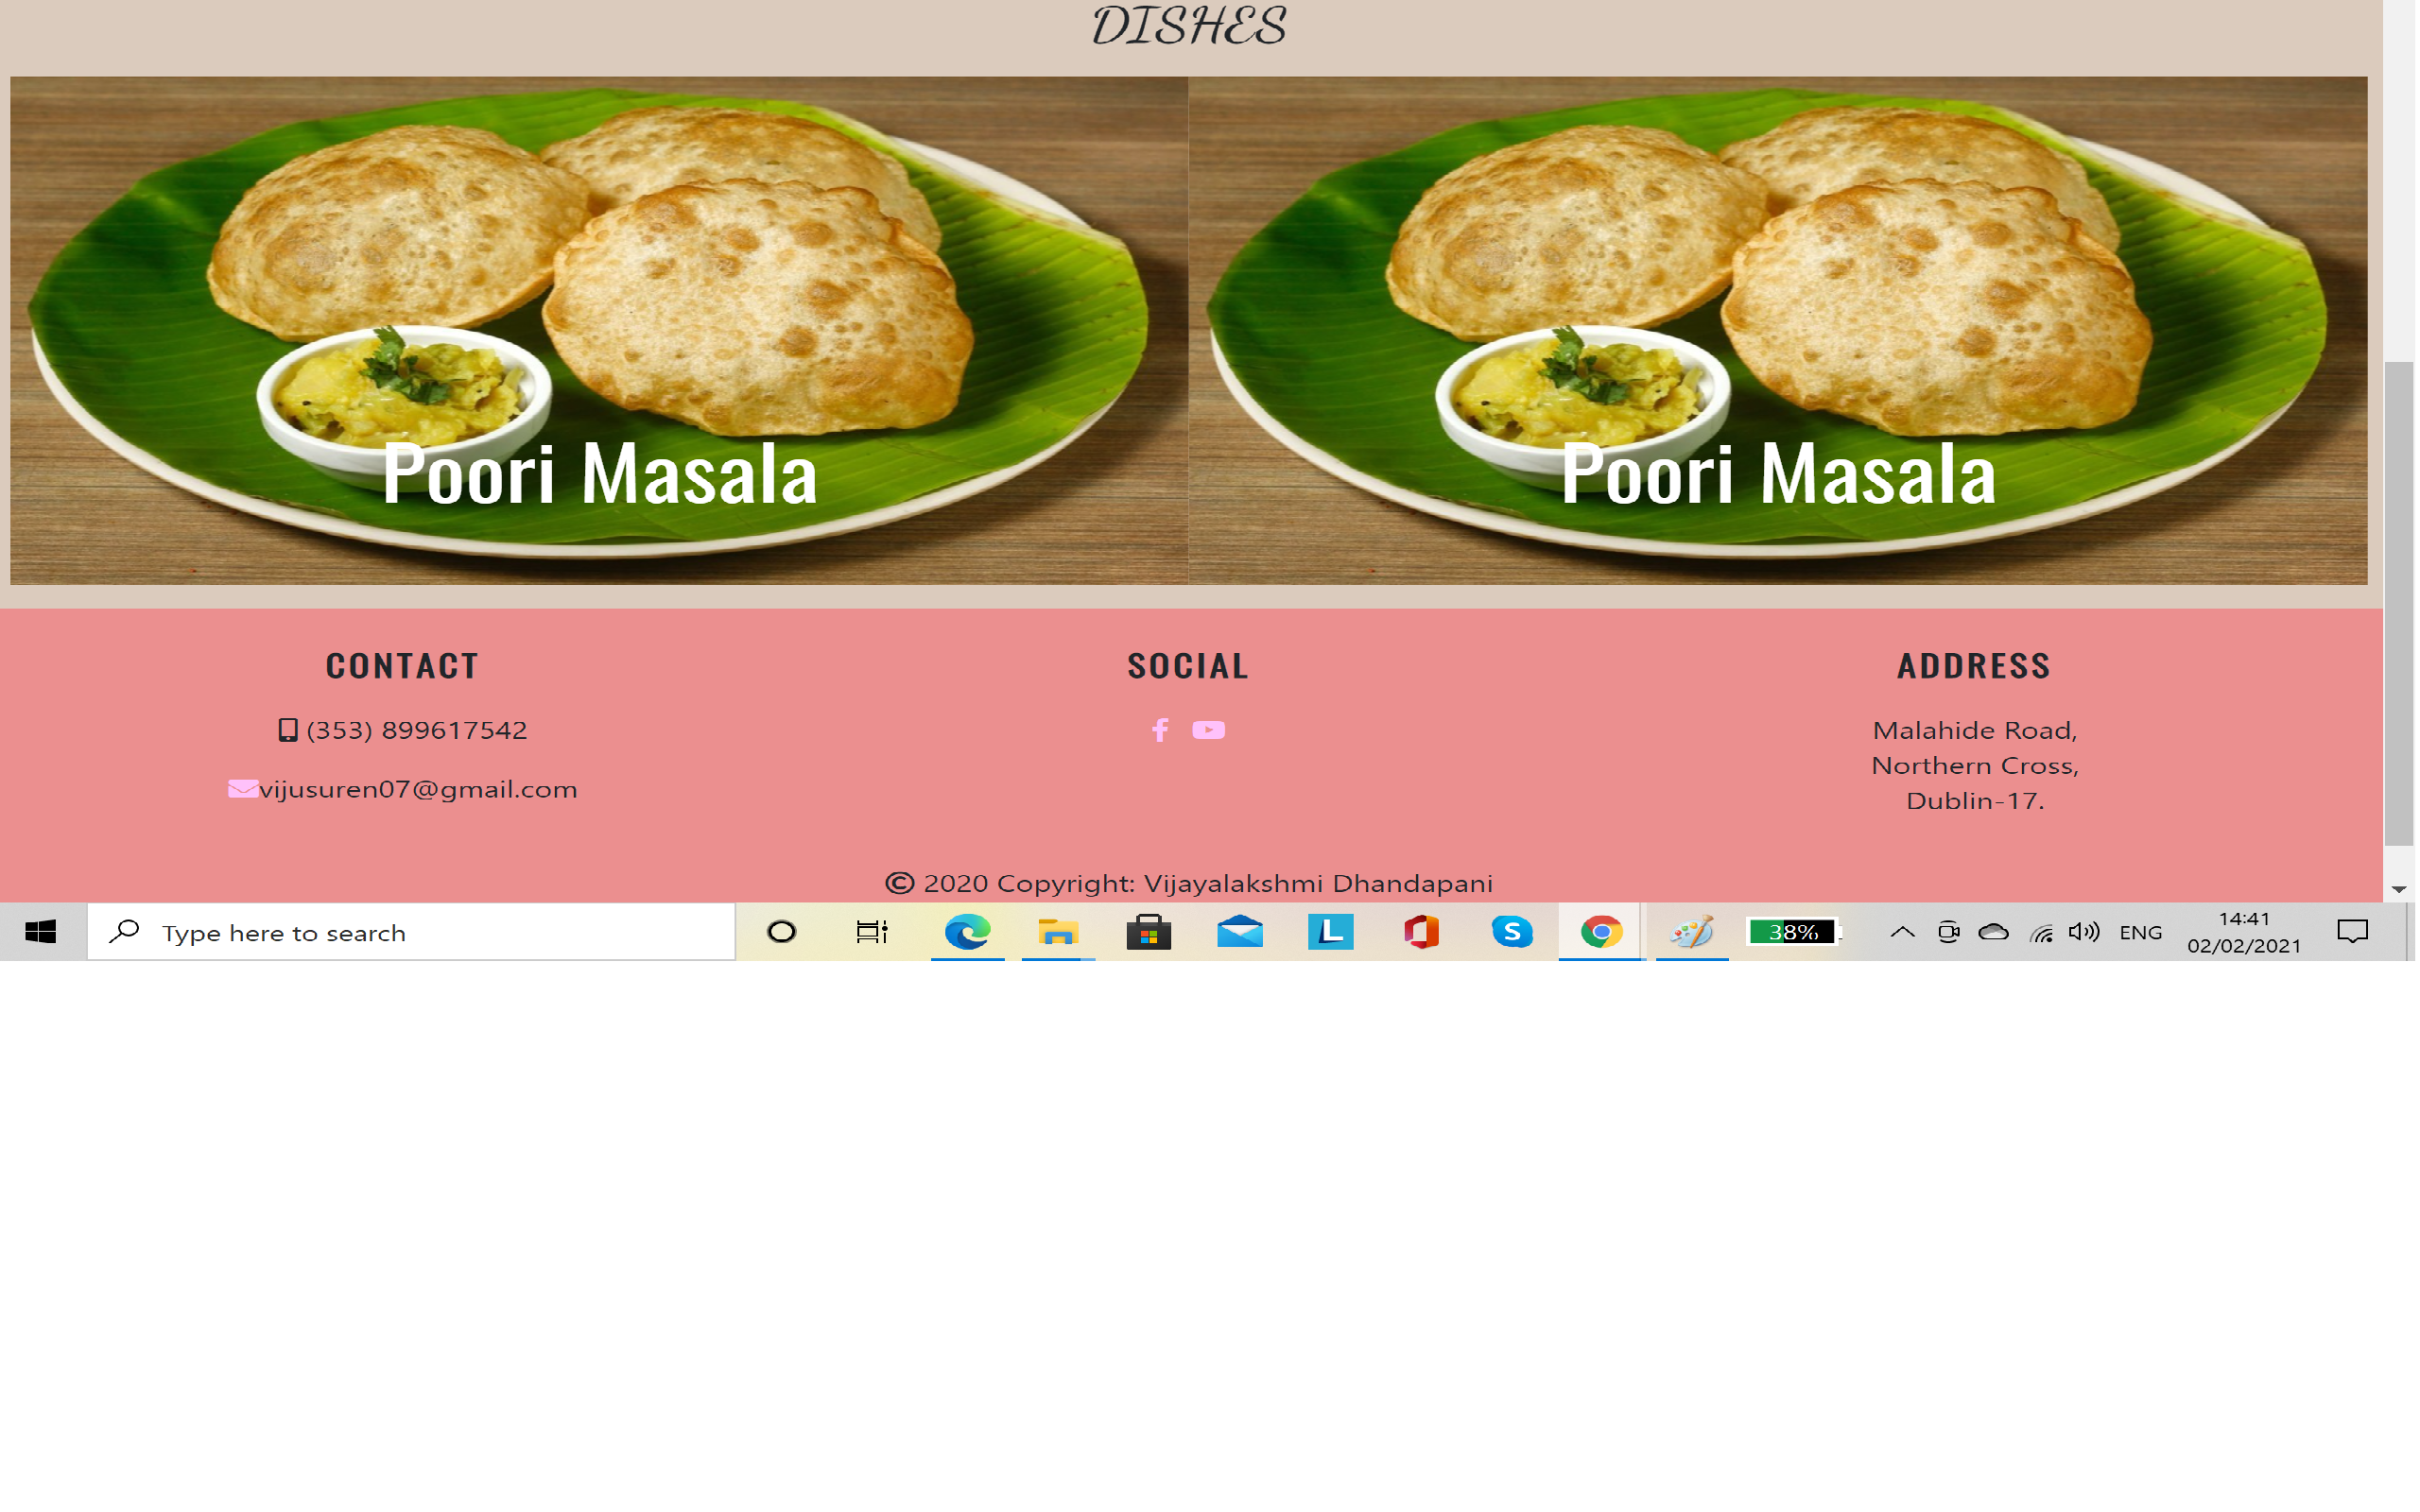 DISHES
Poori Masala
Poori Masala
CONTACT
(353) 899617542
vijusuren07@gmail.com
SOCIAL
ADDRESS
Malahide Road,
Northern Cross,
Dublin-17.
© 2020 Copyright: Vijayalakshmi Dhandapani
Type here to search
L
S
38%
ENG
14:41
02/02/2021